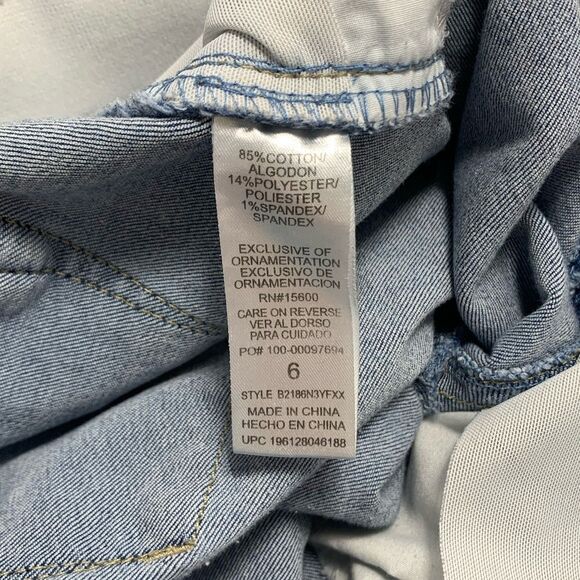 85%COTTON/
ALGODON
14%POLYESTER/
POLIESTER
1%SPANDEX/
SPANDEX
EXCLUSIVE OF
ORNAMENTATION
EXCLUSIVO DE
ORNAMENTACION
RN#15600
CARE ON REVERSE
VER AL DORSO
PARA CUIDADO
PO# 100-00097694
6
STYLE B2186N3YFXX
MADE IN CHINA
HECHO EN CHINA
UPC 196128046188